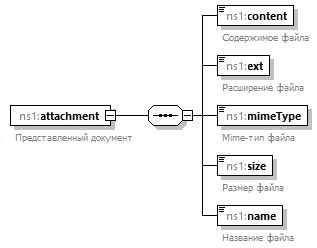 ns1:content
Содержимое файла
ns1:ext
Расширение файла
ns1:attachment
Представленный документ
ns1:mimeType
Mime-тип файла
ns1:size
Размер файла
ns1:name
Название файла